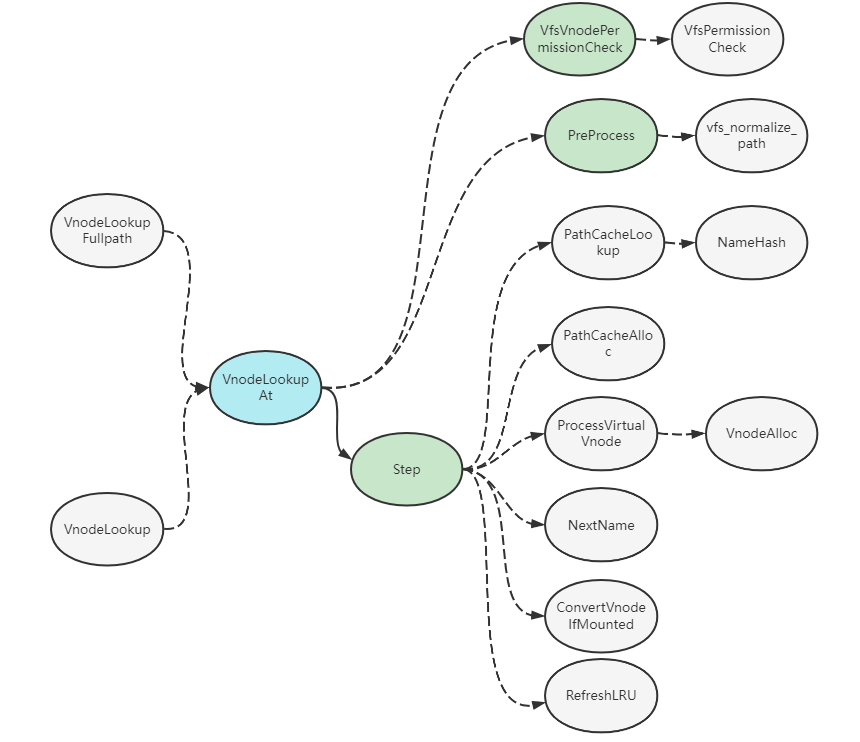 VfsVnodePer
missionCheck
VfsPermission
Check
PreProcess
vfs_normalize_
path
VnodeLookup
Fullpath
PathCacheLoo
kup
NameHash
PathCacheAllo
c
VnodeLookup
At
ProcessVirtual
Vnode
VnodeAlloc
Step
NextName
VnodeLookup
ConvertVnode
IfMounted
RefreshLRU